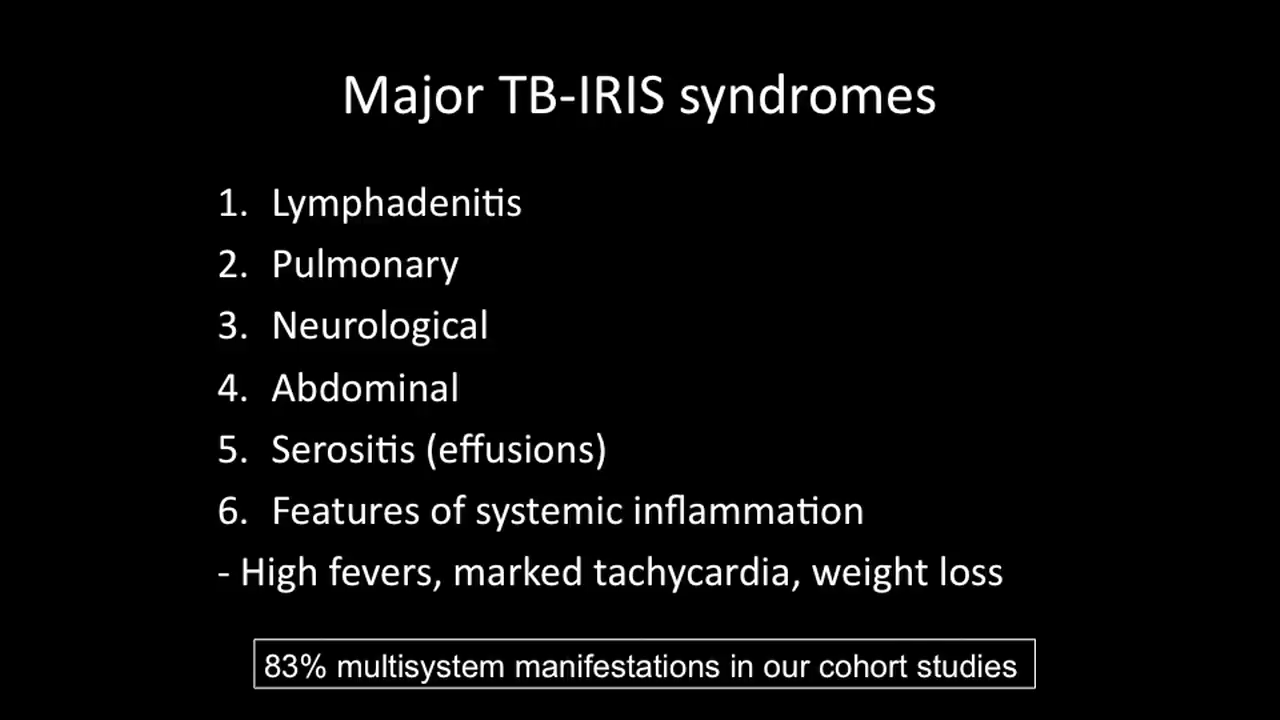 Major TB-IRIS syndromes
1. Lymphadenitis
2. Pulmonary
3. Neurological
4. Abdominal
5. Serositis (effusions)
6. Features of systemic inflammation
- High fevers, marked tachycardia, weight loss
83% multisystem manifestations in our cohort studies